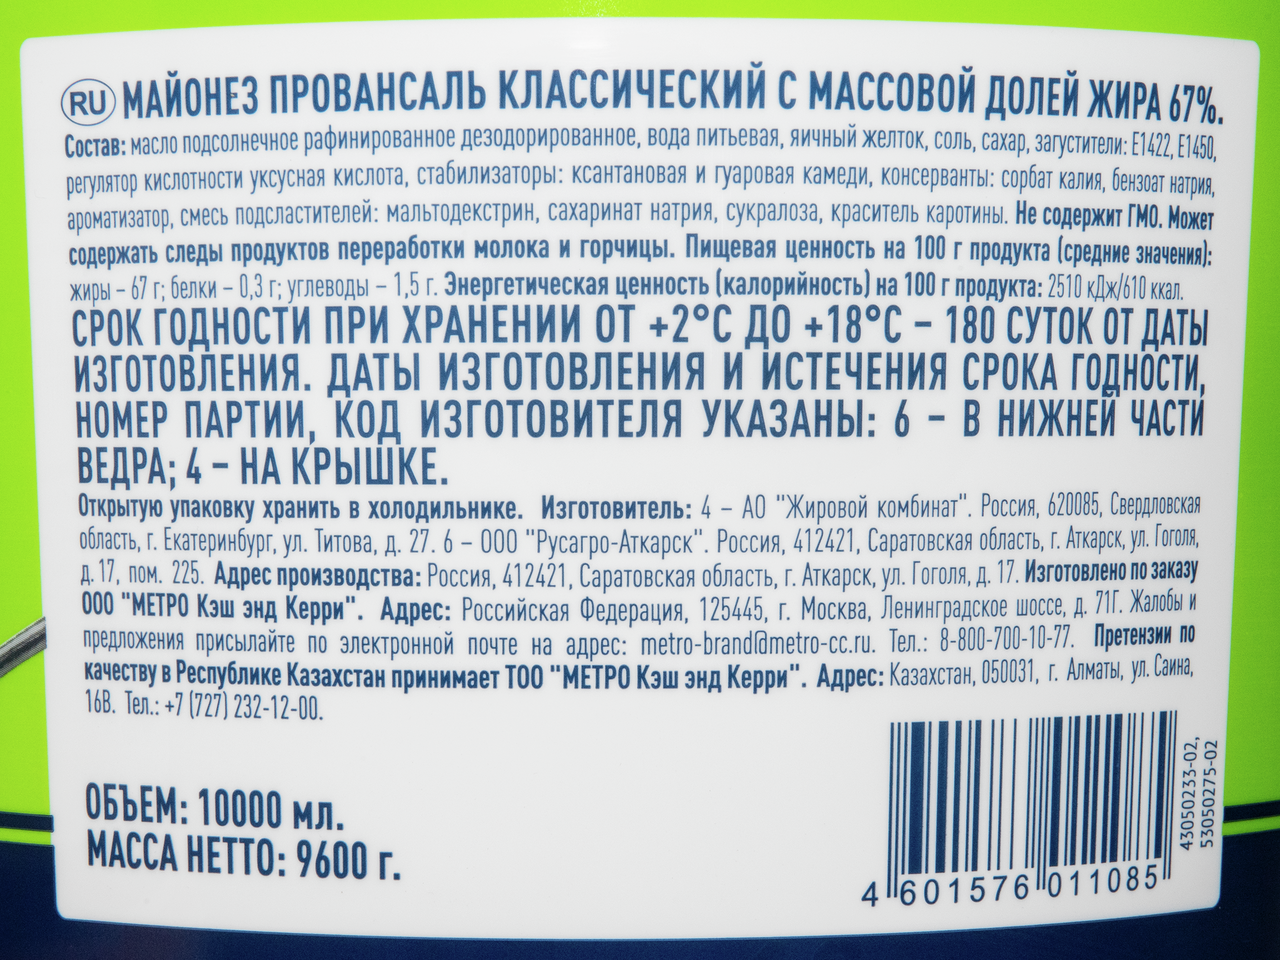 RU МАЙОНЕЗ ПРОВАНСАЛЬ КЛАССИЧЕСКИЙ С МАССОВОЙ ДОЛЕЙ ЖИРА 67%.
Состав: масло подсолнечное рафинированное дезодорированное, вода питьевая, яичный желток, соль, сахар, загустители: Е1422, Е1450,
регулятор кислотности уксусная кислота, стабилизаторы: ксантановая и гуаровая камеди, консерванты: сорбат калия, бензоат натрия,
ароматизатор, смесь подсластителей: мальтодекстрин, сахаринат натрия, сукралоза, краситель каротины. Не содержит ГМО. Может
содержать следы продуктов переработки молока и горчицы. Пищевая ценность на 100 г продукта (средние значения):
жиры – 67 г; белки – 0,3 г; углеводы – 1,5 г. Энергетическая ценность (калорийность) на 100 г продукта: 2510 кДж/610 ккал.
СРОК ГОДНОСТИ ПРИ ХРАНЕНИИ ОТ +2°С ДО +18°С – 180 СУТОК ОТ ДАТЫ
ИЗГОТОВЛЕНИЯ. ДАТЫ ИЗГОТОВЛЕНИЯ И ИСТЕЧЕНИЯ СРОКА ГОДНОСТИ,
НОМЕР ПАРТИИ, КОД ИЗГОТОВИТЕЛЯ УКАЗАНЫ: 6 – В НИЖНЕЙ ЧАСТИ
ВЕДРА; 4 – НА КРЫШКЕ.
Открытую упаковку хранить в холодильнике. Изготовитель: 4 – АО "Жировой комбинат". Россия, 620085, Свердловская
область, г. Екатеринбург, ул. Титова, д. 27. 6 – ООО "Русагро-Аткарск". Россия, 412421, Саратовская область, г. Аткарск, ул. Гоголя,
д. 17, пом. 225. Адрес производства: Россия, 412421, Саратовская область, г. Аткарск, ул. Гоголя, д. 17. Изготовлено по заказу
ООО "МЕТРО Кэш энд Керри". Адрес: Российская Федерация, 125445, г. Москва, Ленинградское шоссе, д. 71Г. Жалобы и
предложения присылайте по электронной почте на адрес: metro-brand@metro-cc.ru. Тел.: 8-800-700-10-77. Претензии по
качеству в Республике Казахстан принимает ТОО "МЕТРО Кэш энд Керри". Адрес: Казахстан, 050031, г. Алматы, ул. Саина,
16В. Тел.: +7 (727) 232-12-00.
ОБЪЕМ: 10000 мл.
МАССА НЕТТО: 9600 г.
4 601576 011085
43050233-02,
53050275-02